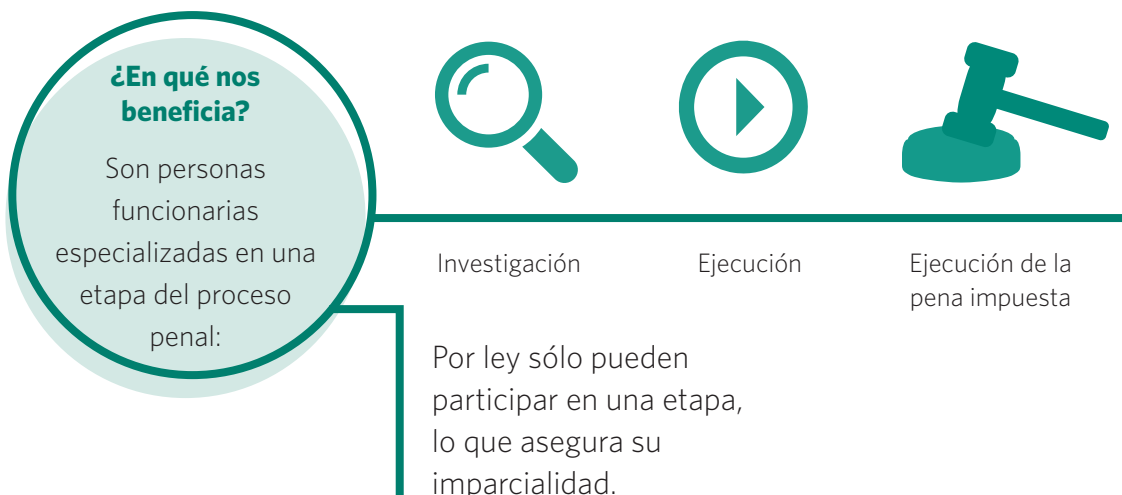 ¿En qué nos
beneficia?
Son personas
funcionarias
especializadas en una
etapa del proceso
penal:
Investigación
Ejecución
Ejecución de la
pena impuesta
Por ley sólo pueden
participar en una etapa,
lo que asegura su
imparcialidad.